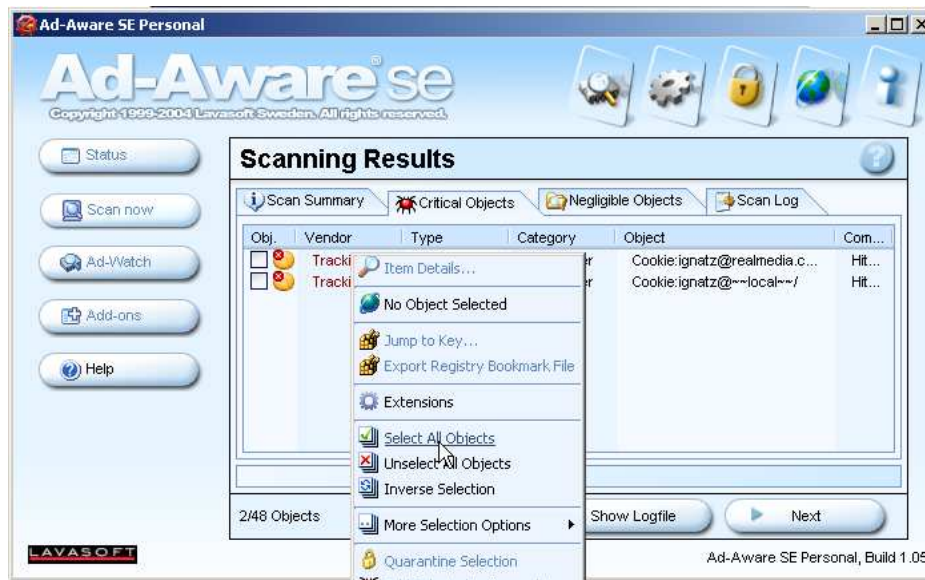 Ad-Aware SE Personal
Ad-Aware se
Copyright 1999-2004 Lavasoft Sweden. All rights reserved.
Status
Scan now
Ad-Watch
Add-ons
Help
Scanning Results
Scan Summary
Critical Objects
Negligible Objects
Scan Log
Obj. Vendor Type Category Object Com...
Cookie:ignatz@realmedia.c... Hit...
Cookie:ignatz@~~local~~/ Hit...
Item Details...
No Object Selected
Jump to Key...
Export Registry Bookmark File
Extensions
Select All Objects
Unselect All Objects
Inverse Selection
More Selection Options
Quarantine Selection
2/48 Objects
Show Logfile
Next
LAVASOFT
Ad-Aware SE Personal, Build 1.05